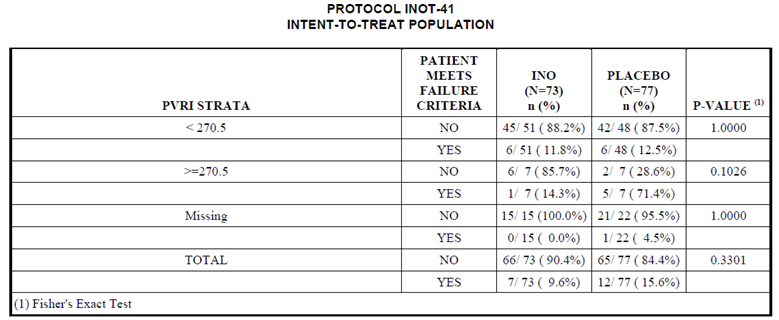 PROTOCOL INOT-41
INTENT-TO-TREAT POPULATION
PVRI STRATA PATIENT MEETS FAILURE CRITERIA INO (N=73) n (%) PLACEBO (N=77) n (%) P-VALUE (1)
< 270.5 NO 45/ 51 ( 88.2%) 42/ 48 ( 87.5%) 1.0000
YES 6/ 51 ( 11.8%) 6/ 48 ( 12.5%)
>=270.5 NO 6/ 7 ( 85.7%) 2/ 7 ( 28.6%) 0.1026
YES 1/ 7 ( 14.3%) 5/ 7 ( 71.4%)
Missing NO 15/ 15 (100.0%) 21/ 22 ( 95.5%) 1.0000
YES 0/ 15 ( 0.0%) 1/ 22 ( 4.5%)
TOTAL NO 66/ 73 ( 90.4%) 65/ 77 ( 84.4%) 0.3301
YES 7/ 73 ( 9.6%) 12/ 77 ( 15.6%)
(1) Fisher's Exact Test